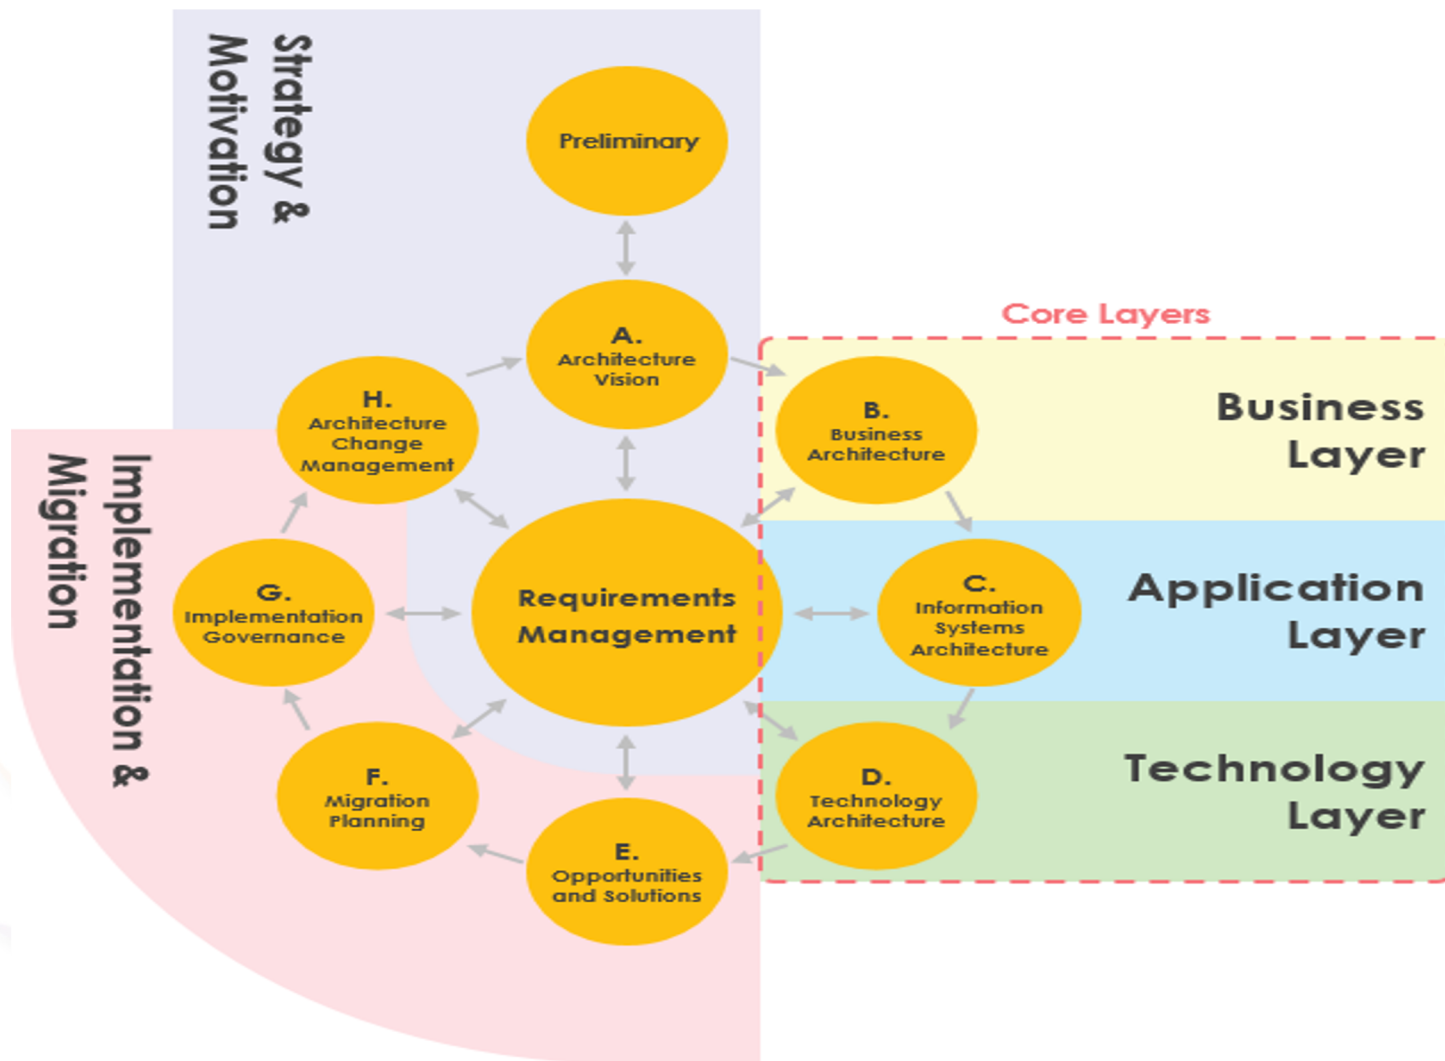 Strategy &
Motivation
Preliminary
A.
Architecture
Vision
Core Layers
H.
Architecture
Change
Management
B.
Business
Architecture
Business
Layer
Implementation &
Migration
G.
Implementation
Governance
Requirements
Management
C.
Information
Systems
Architecture
Application
Layer
F.
Migration
Planning
D.
Technology
Architecture
Technology
Layer
E.
Opportunities
and Solutions